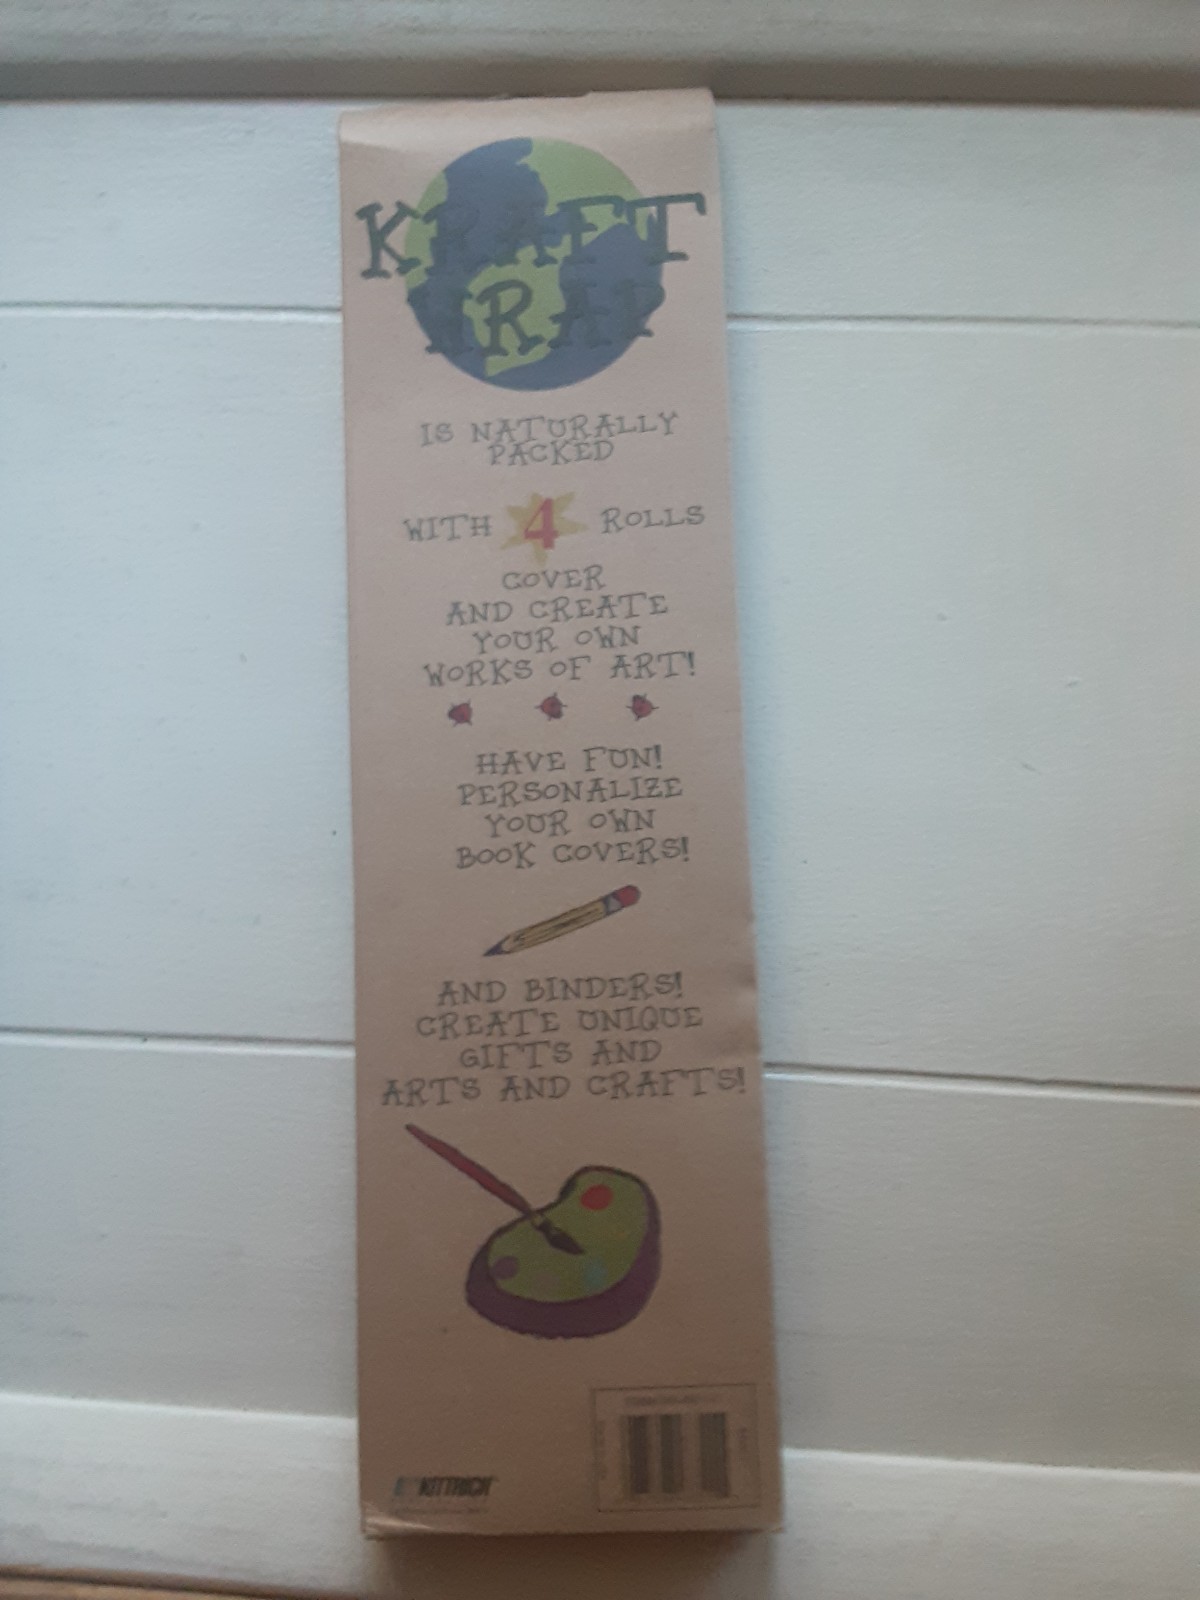 KRAFT
WRAP
IS NATURALLY
PACKED
WITH 4 ROLLS
COVER
AND CREATE
YOUR OWN
WORKS OF ART!
HAVE FUN!
PERSONALIZE
YOUR OWN
BOOK COVERS!
AND BINDERS!
CREATE UNIQUE
GIFTS AND
ARTS AND CRAFTS!
KITTRICH